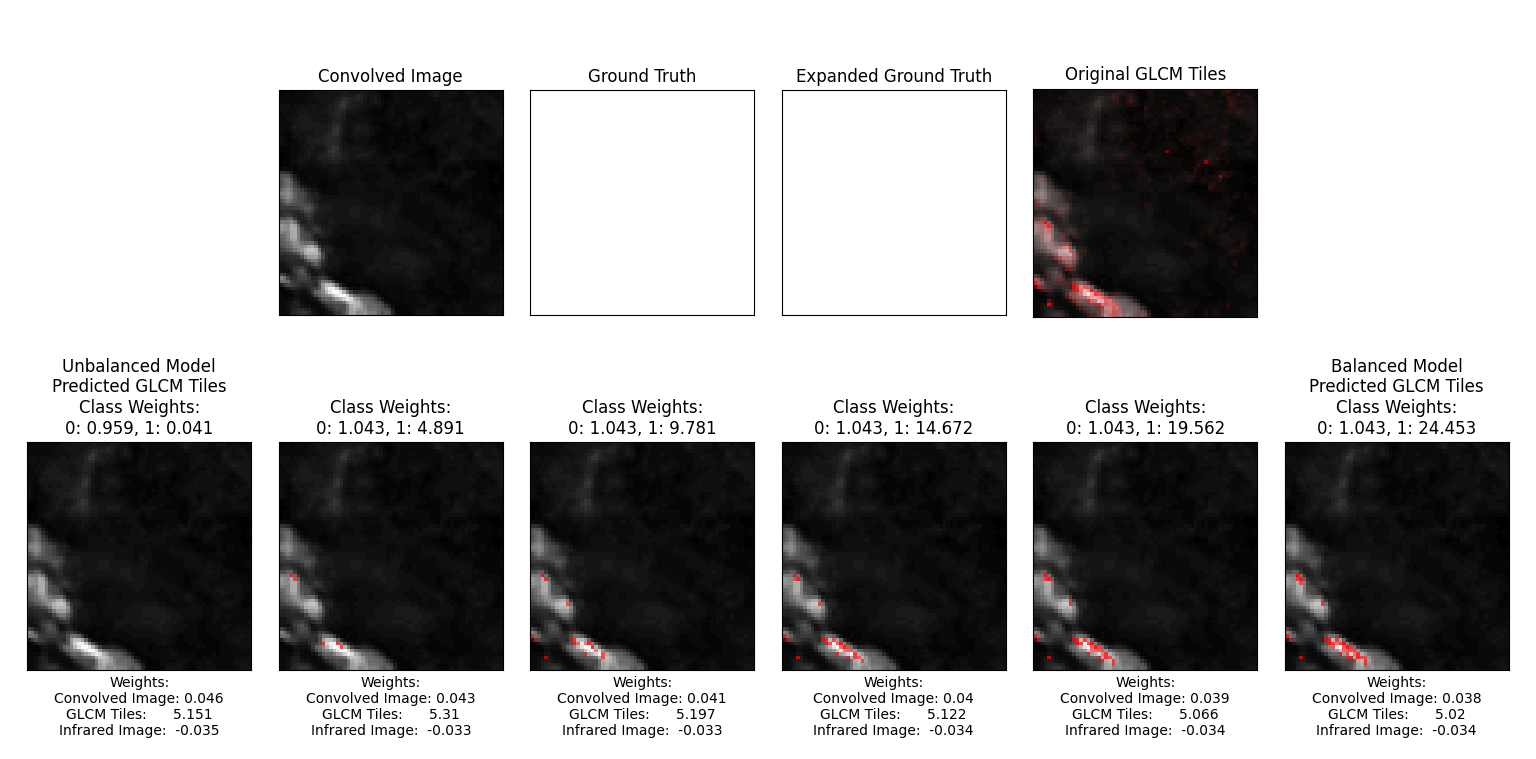 Convolved Image
Ground Truth
Expanded Ground Truth
Original GLCM Tiles
Unbalanced Model
Predicted GLCM Tiles
Class Weights:
0: 0.959, 1: 0.041
Class Weights:
0: 1.043, 1: 4.891
Class Weights:
0: 1.043, 1: 9.781
Class Weights:
0: 1.043, 1: 14.672
Class Weights:
0: 1.043, 1: 19.562
Balanced Model
Predicted GLCM Tiles
Class Weights:
0: 1.043, 1: 24.453
Weights:
Convolved Image: 0.046
GLCM Tiles: 5.151
Infrared Image: -0.035
Weights:
Convolved Image: 0.043
GLCM Tiles: 5.31
Infrared Image: -0.033
Weights:
Convolved Image: 0.041
GLCM Tiles: 5.197
Infrared Image: -0.033
Weights:
Convolved Image: 0.04
GLCM Tiles: 5.122
Infrared Image: -0.034
Weights:
Convolved Image: 0.039
GLCM Tiles: 5.066
Infrared Image: -0.034
Weights:
Convolved Image: 0.038
GLCM Tiles: 5.02
Infrared Image: -0.034